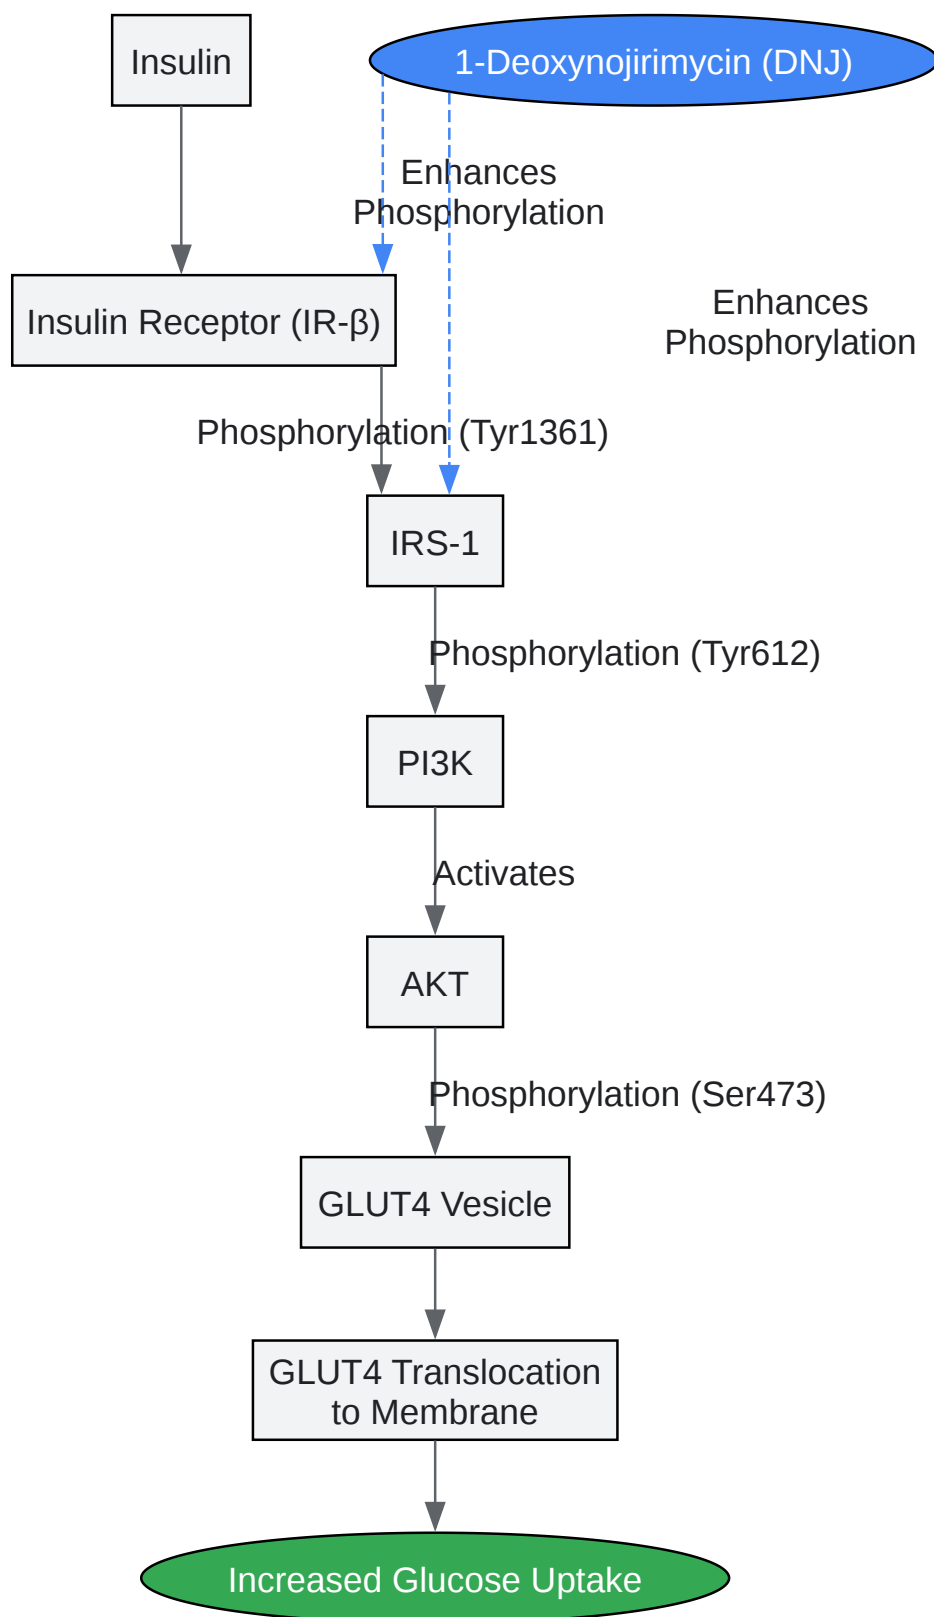 Insulin
1-Deoxynojirimycin (DNJ)
Enhances
Phosphorylation
Insulin Receptor (IR-β)
Enhances
Phosphorylation
Phosphorylation (Tyr1361)
IRS-1
Phosphorylation (Tyr612)
PI3K
Activates
AKT
Phosphorylation (Ser473)
GLUT4 Vesicle
GLUT4 Translocation
to Membrane
Increased Glucose Uptake